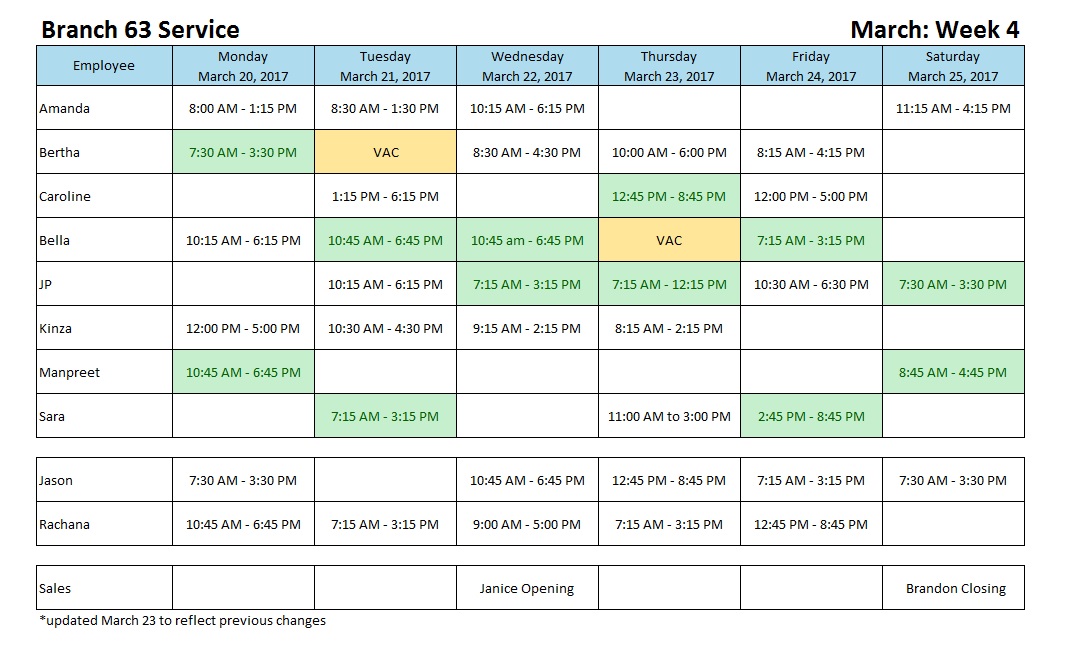 Branch 63 Service March: Week 4
Employee Monday Tuesday Wednesday Thursday Friday Saturday
March 20, 2017 March 21, 2017 March 22, 2017 March 23, 2017 March 24, 2017 March 25, 2017
Amanda 8:00 AM - 1:15 PM 8:30 AM - 1:30 PM 10:15 AM - 6:15 PM 11:15 AM - 4:15 PM
Bertha 7:30 AM - 3:30 PM VAC 8:30 AM - 4:30 PM 10:00 AM - 6:00 PM 8:15 AM - 4:15 PM
Caroline 1:15 PM - 6:15 PM 12:45 PM - 8:45 PM 12:00 PM - 5:00 PM
Bella 10:15 AM - 6:15 PM 10:45 AM - 6:45 PM 10:45 am - 6:45 PM VAC 7:15 AM - 3:15 PM
JP 10:15 AM - 6:15 PM 7:15 AM - 3:15 PM 7:15 AM - 12:15 PM 10:30 AM - 6:30 PM 7:30 AM - 3:30 PM
Kinza 12:00 PM - 5:00 PM 10:30 AM - 4:30 PM 9:15 AM - 2:15 PM 8:15 AM - 2:15 PM
Manpreet 10:45 AM - 6:45 PM 8:45 AM - 4:45 PM
Sara 7:15 AM - 3:15 PM 11:00 AM to 3:00 PM 2:45 PM - 8:45 PM
Jason 7:30 AM - 3:30 PM 10:45 AM - 6:45 PM 12:45 PM - 8:45 PM 7:15 AM - 3:15 PM 7:30 AM - 3:30 PM
Rachana 10:45 AM - 6:45 PM 7:15 AM - 3:15 PM 9:00 AM - 5:00 PM 7:15 AM - 3:15 PM 12:45 PM - 8:45 PM
Sales Janice Opening Brandon Closing
*updated March 23 to reflect previous changes